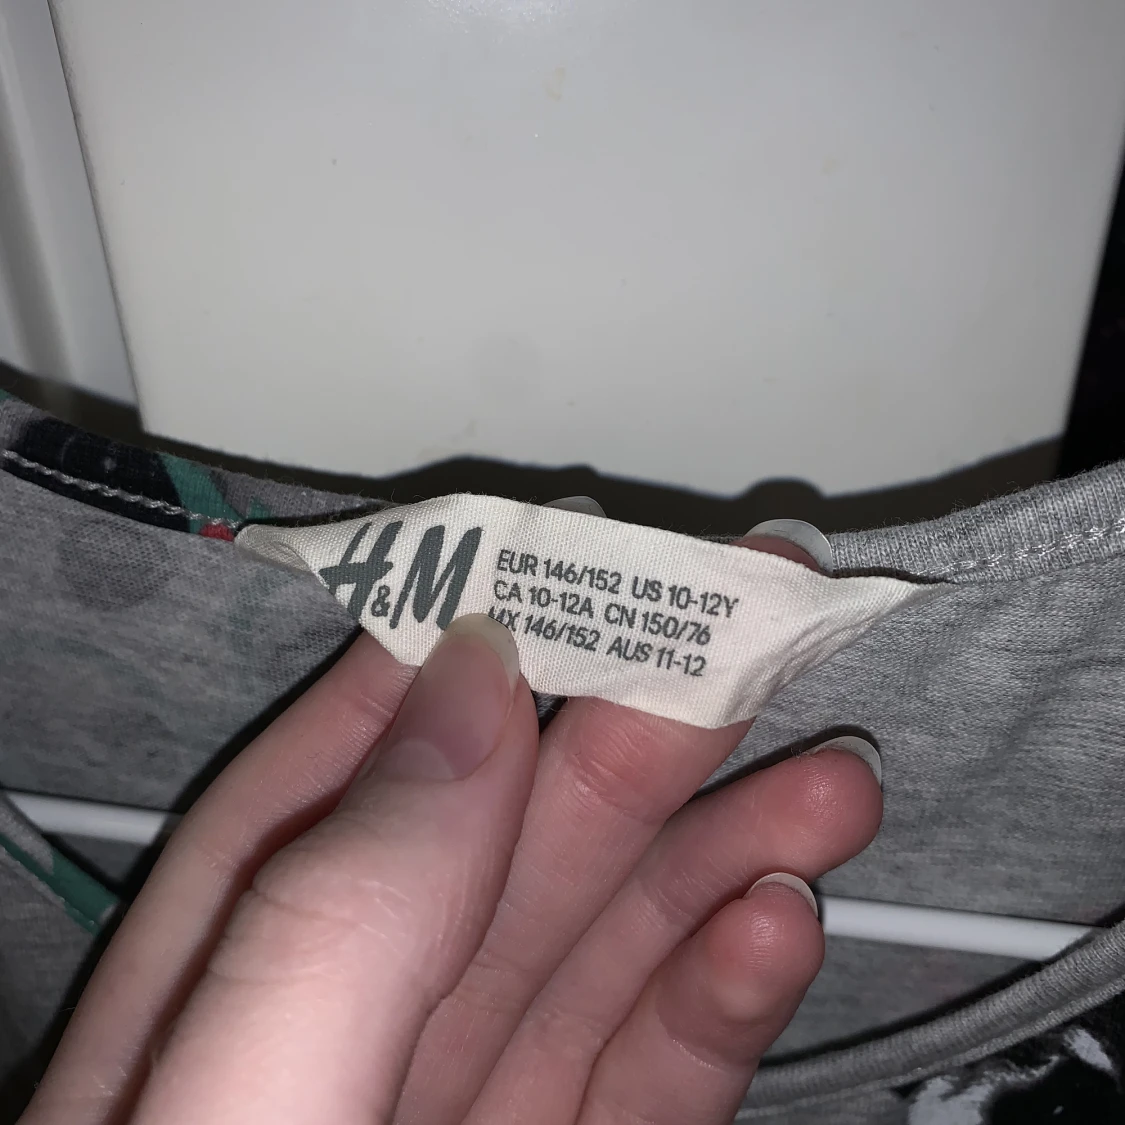 H&M
EUR 146/152 US 10-12Y
CA 10-12A CN 150/76
MX 146/152 AUS 11-12